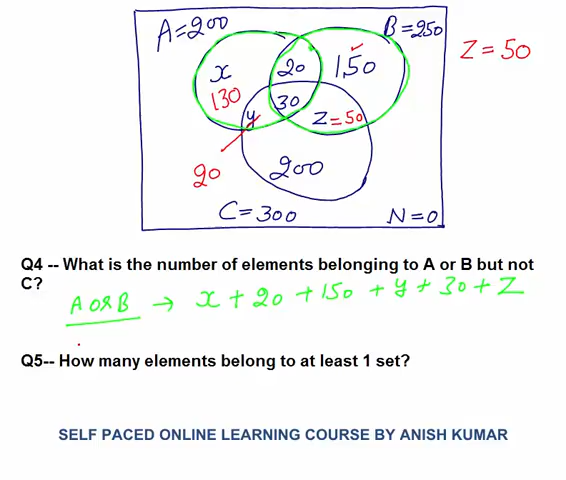 A=200
B=250
Z=50
x
20
150
130
30
y
Z=50
20
200
C=300
N=0
Q4 -- What is the number of elements belonging to A or B but not
C?
A OR B → x + 20 + 150 + y + 30 + Z
Q5-- How many elements belong to at least 1 set?
SELF PACED ONLINE LEARNING COURSE BY ANISH KUMAR